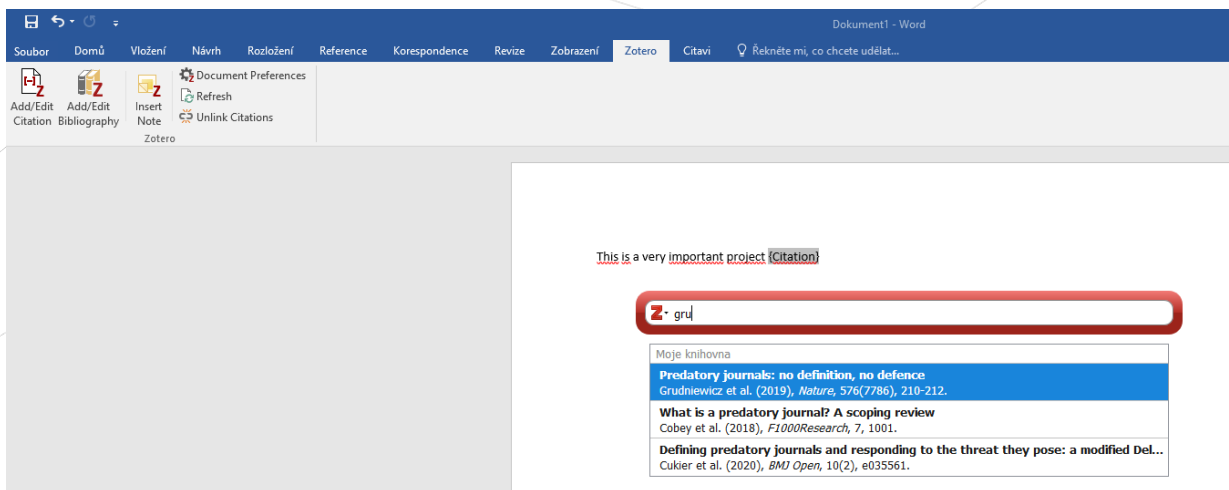 Dokument1 - Word
Soubor Domů Vložení Návrh Rozložení Reference Korespondence Revize Zobrazení Zotero Citavi Řekněte mi, co chcete udělat...
[-] Z
Add/Edit Citation
Z
Add/Edit Bibliography
Z
Insert Note
Z Document Preferences
Refresh
Unlink Citations
Zotero
This is a very important project {Citation}
Z gru
Moje knihovna
Predatory journals: no definition, no defence
Grudniewicz et al. (2019), Nature, 576(7786), 210-212.
What is a predatory journal? A scoping review
Cobey et al. (2018), F1000Research, 7, 1001.
Defining predatory journals and responding to the threat they pose: a modified Del...
Cukier et al. (2020), BMJ Open, 10(2), e035561.